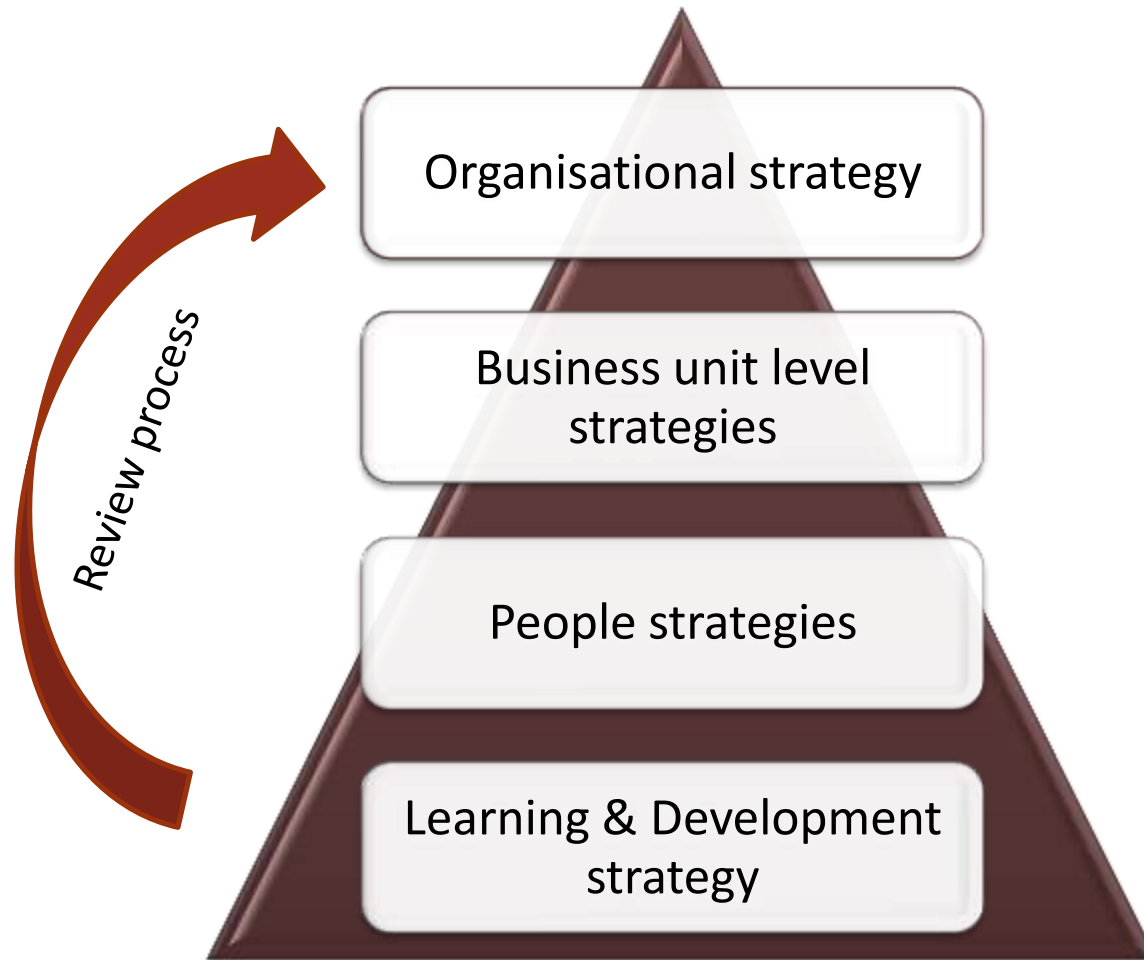 Organisational strategy
Review process
Business unit level
strategies
People strategies
Learning & Development
strategy